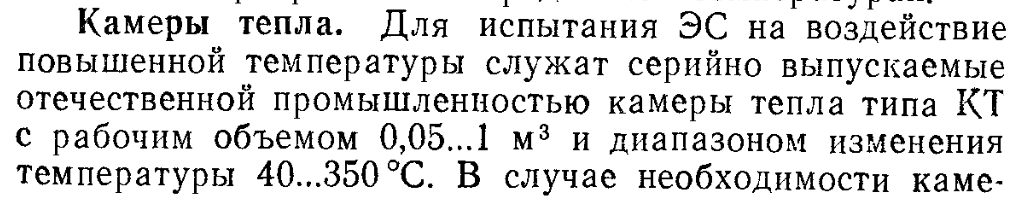 Камеры тепла. Для испытания ЭС на воздействие
повышенной температуры служат серийно выпускаемые
отечественной промышленностью камеры тепла типа КТ
с рабочим объемом 0,05...1 м³ и диапазоном изменения
температуры 40...350 °С. В случае необходимости каме-